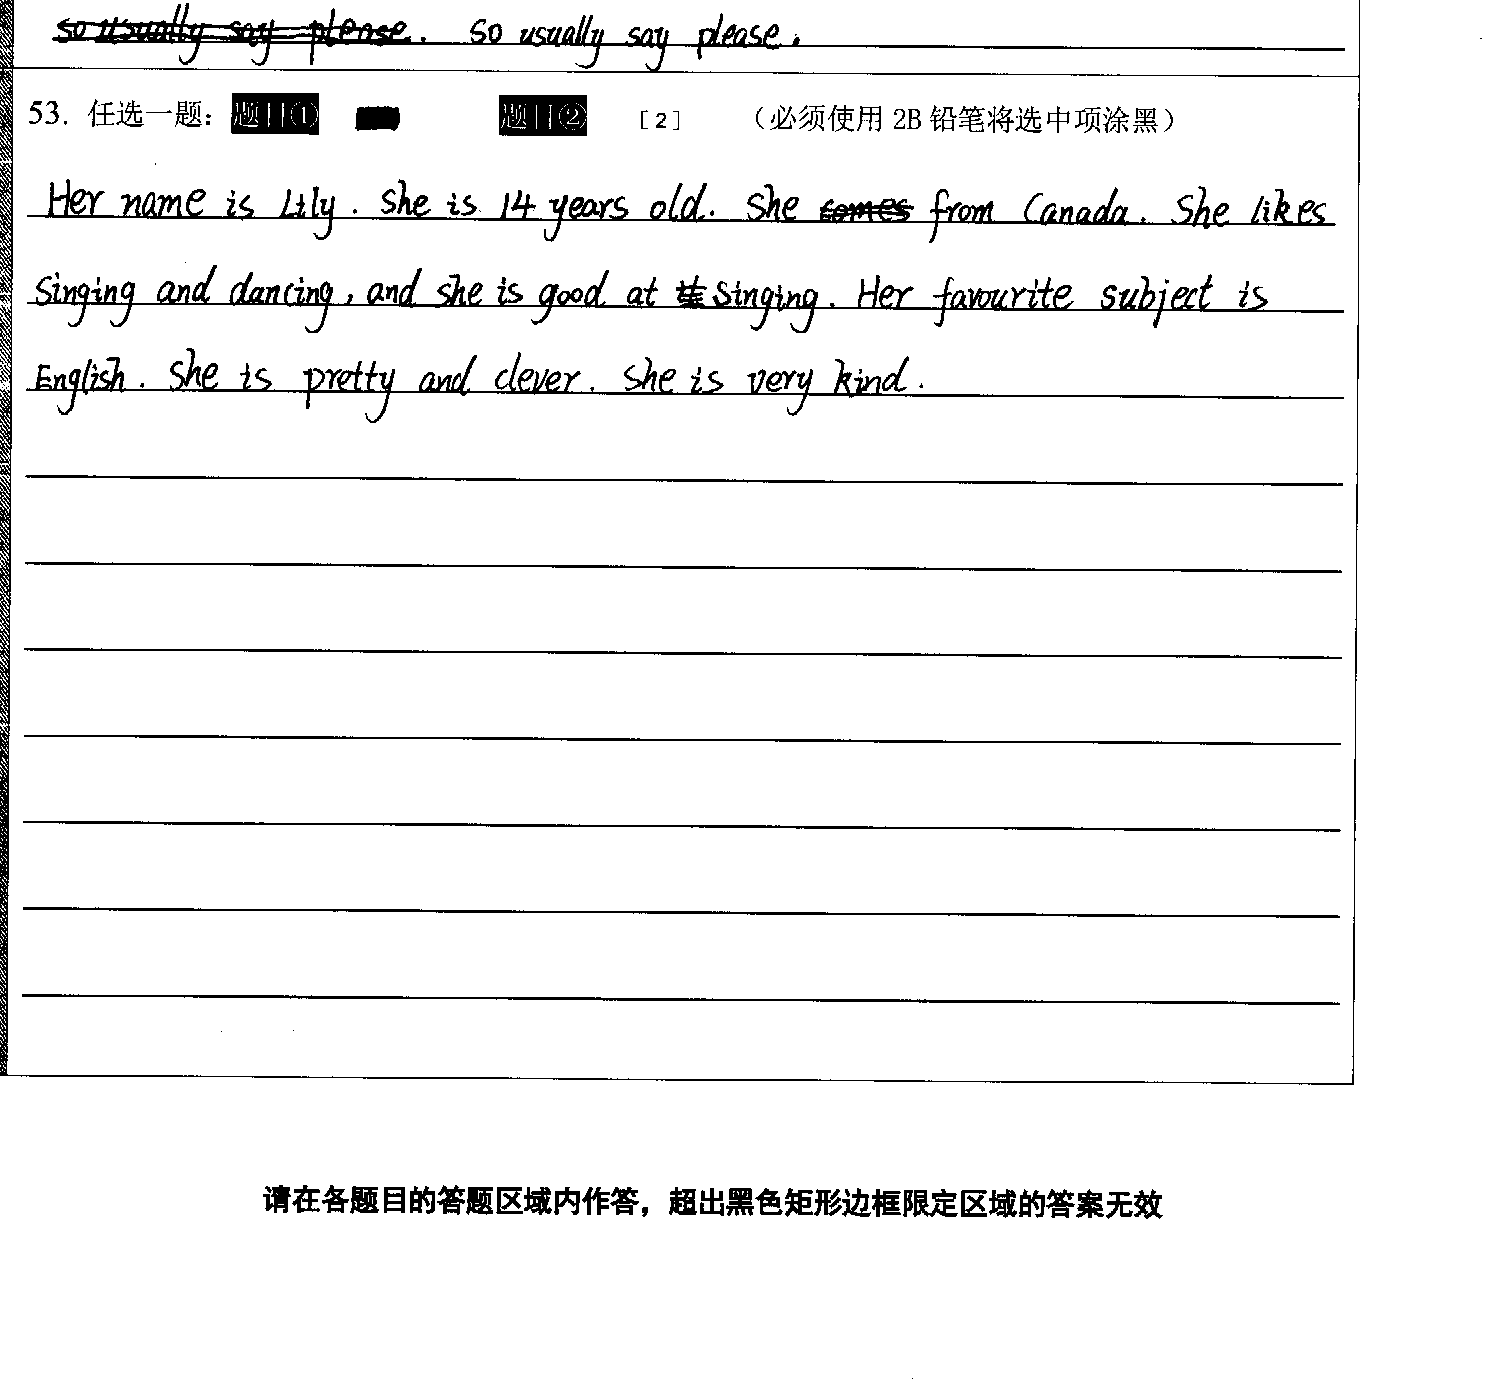 so usually say please. so usually say please.
53. 任选一题： 题目① 题目② [2] （必须使用 2B 铅笔将选中项涂黑）
Her name is Lily. She is 14 years old. She comes from Canada. She likes
singing and dancing, and she is good at singing. Her favourite subject is
English. She is pretty and clever. She is very kind.
请在各题目的答题区域内作答，超出黑色矩形边框限定区域的答案无效